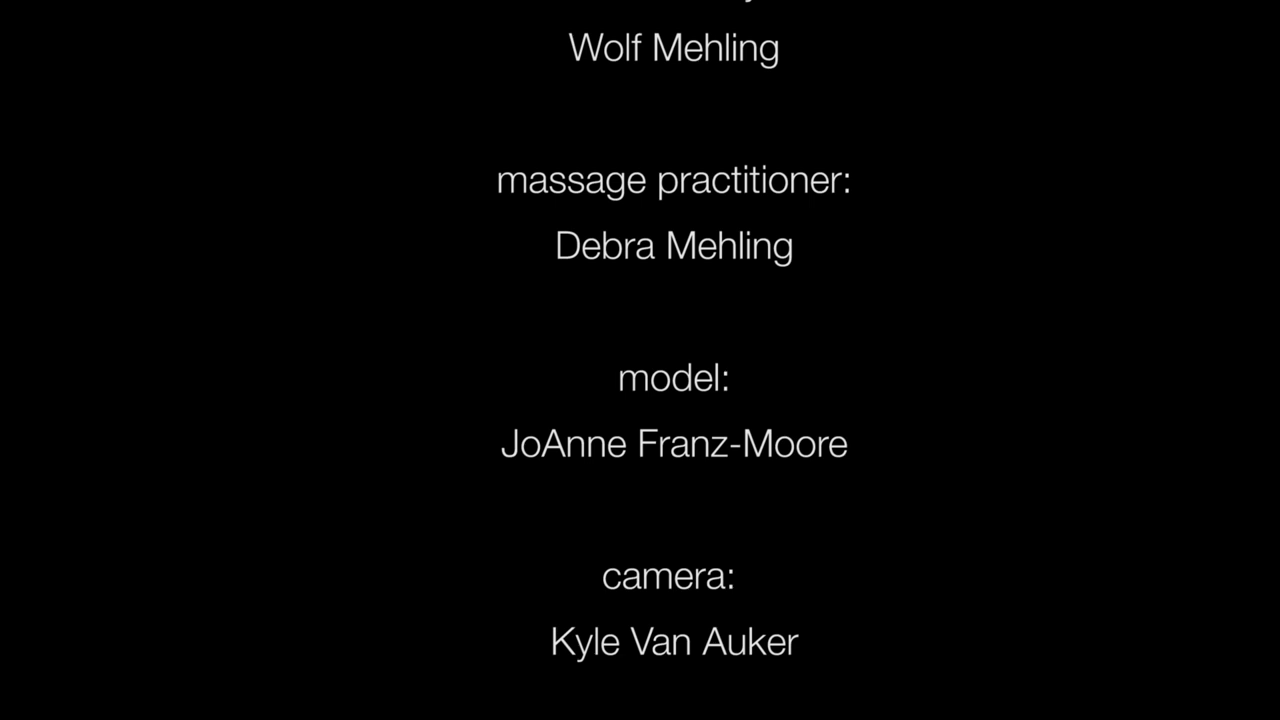 Wolf Mehling
massage practitioner:
Debra Mehling
model:
JoAnne Franz-Moore
camera:
Kyle Van Auker